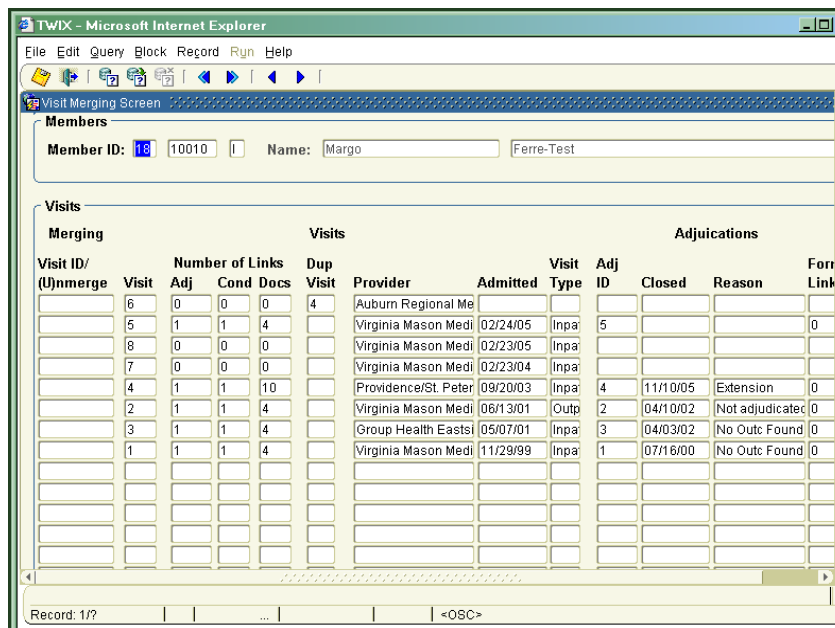 TWIX - Microsoft Internet Explorer
File Edit Query Block Record Run Help
Visit Merging Screen
Members
Member ID: 18 10010 I Name: Margo Ferre-Test
Visits
Merging Visits Adjuications
Visit ID/ Number of Links Dup Visit Adj Form
(U)nmerge Visit Adj Cond Docs Visit Provider Admitted Type ID Closed Reason Link
6 0 0 0 4 Auburn Regional Me
5 1 1 4 Virginia Mason Medi 02/24/05 Inpa 5 0
8 0 0 0 Virginia Mason Medi 02/23/05 Inpa
7 0 0 0 Virginia Mason Medi 02/23/04 Inpa
4 1 1 10 Providence/St. Peter 09/20/03 Inpa 4 11/10/05 Extension 0
2 1 1 4 Virginia Mason Medi 06/13/01 Outp 2 04/10/02 Not adjudicated 0
3 1 1 4 Group Health Eastsi 05/07/01 Inpa 3 04/03/02 No Outc Found 0
1 1 1 4 Virginia Mason Medi 11/29/99 Inpa 1 07/16/00 No Outc Found 0
Record: 1/? ... <OSC>